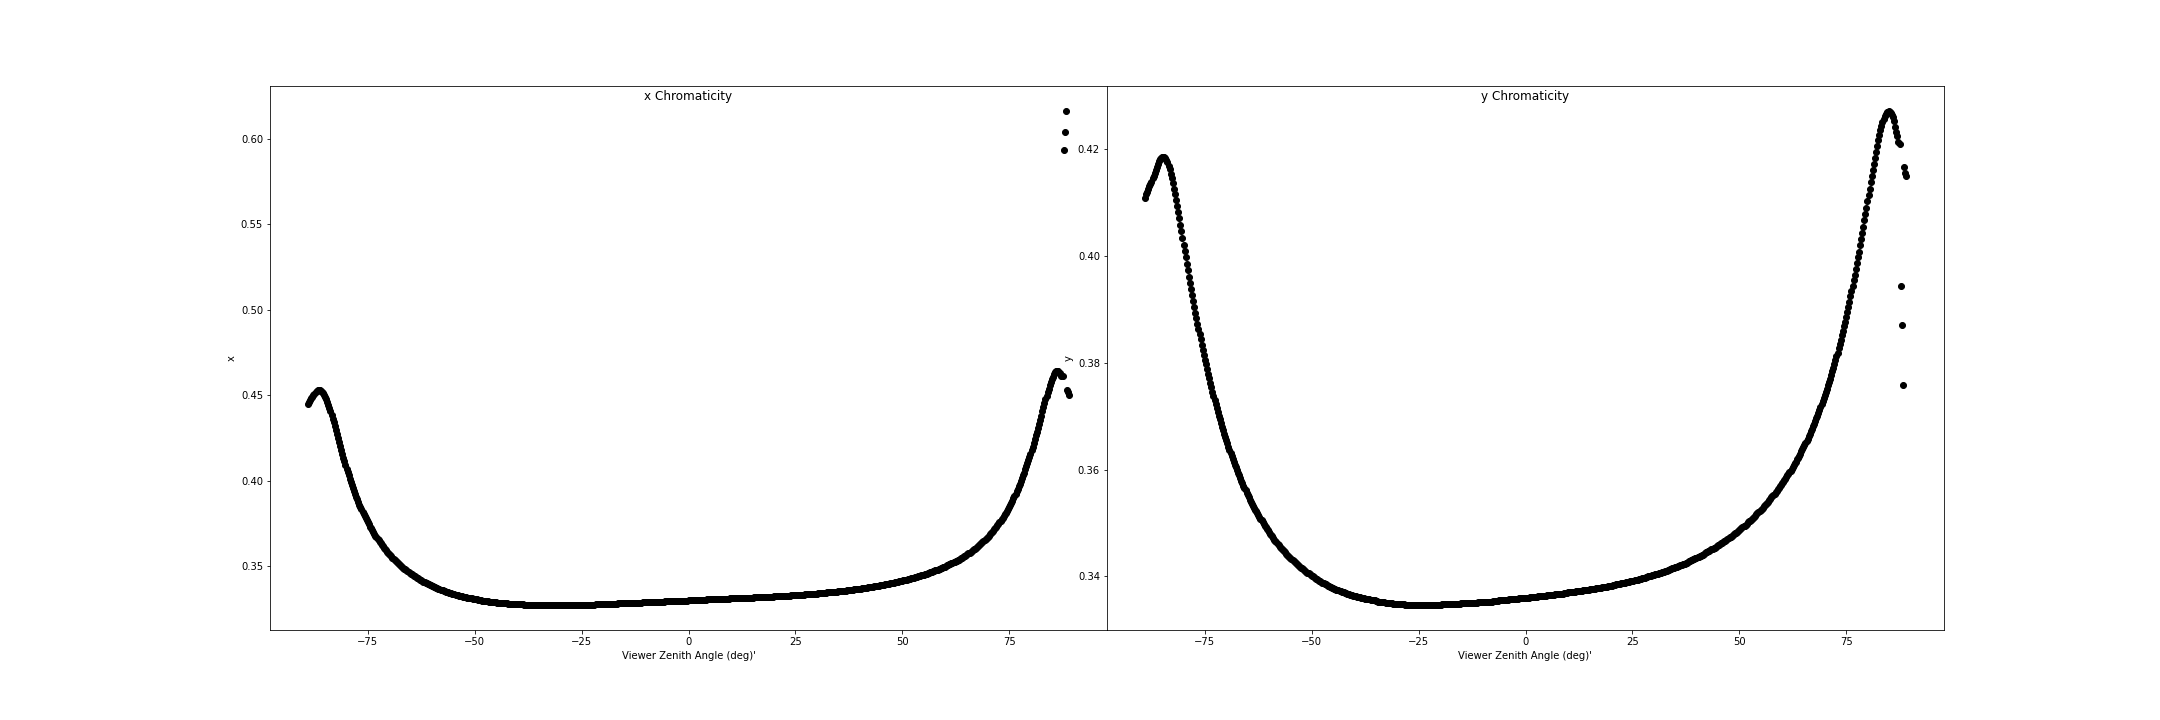 x Chromaticity
0.60
0.55
0.50
0.45
0.40
0.35
x
−75 −50 −25 0 25 50 75
Viewer Zenith Angle (deg)'
y Chromaticity
0.42
0.40
0.38
0.36
0.34
y
−75 −50 −25 0 25 50 75
Viewer Zenith Angle (deg)'